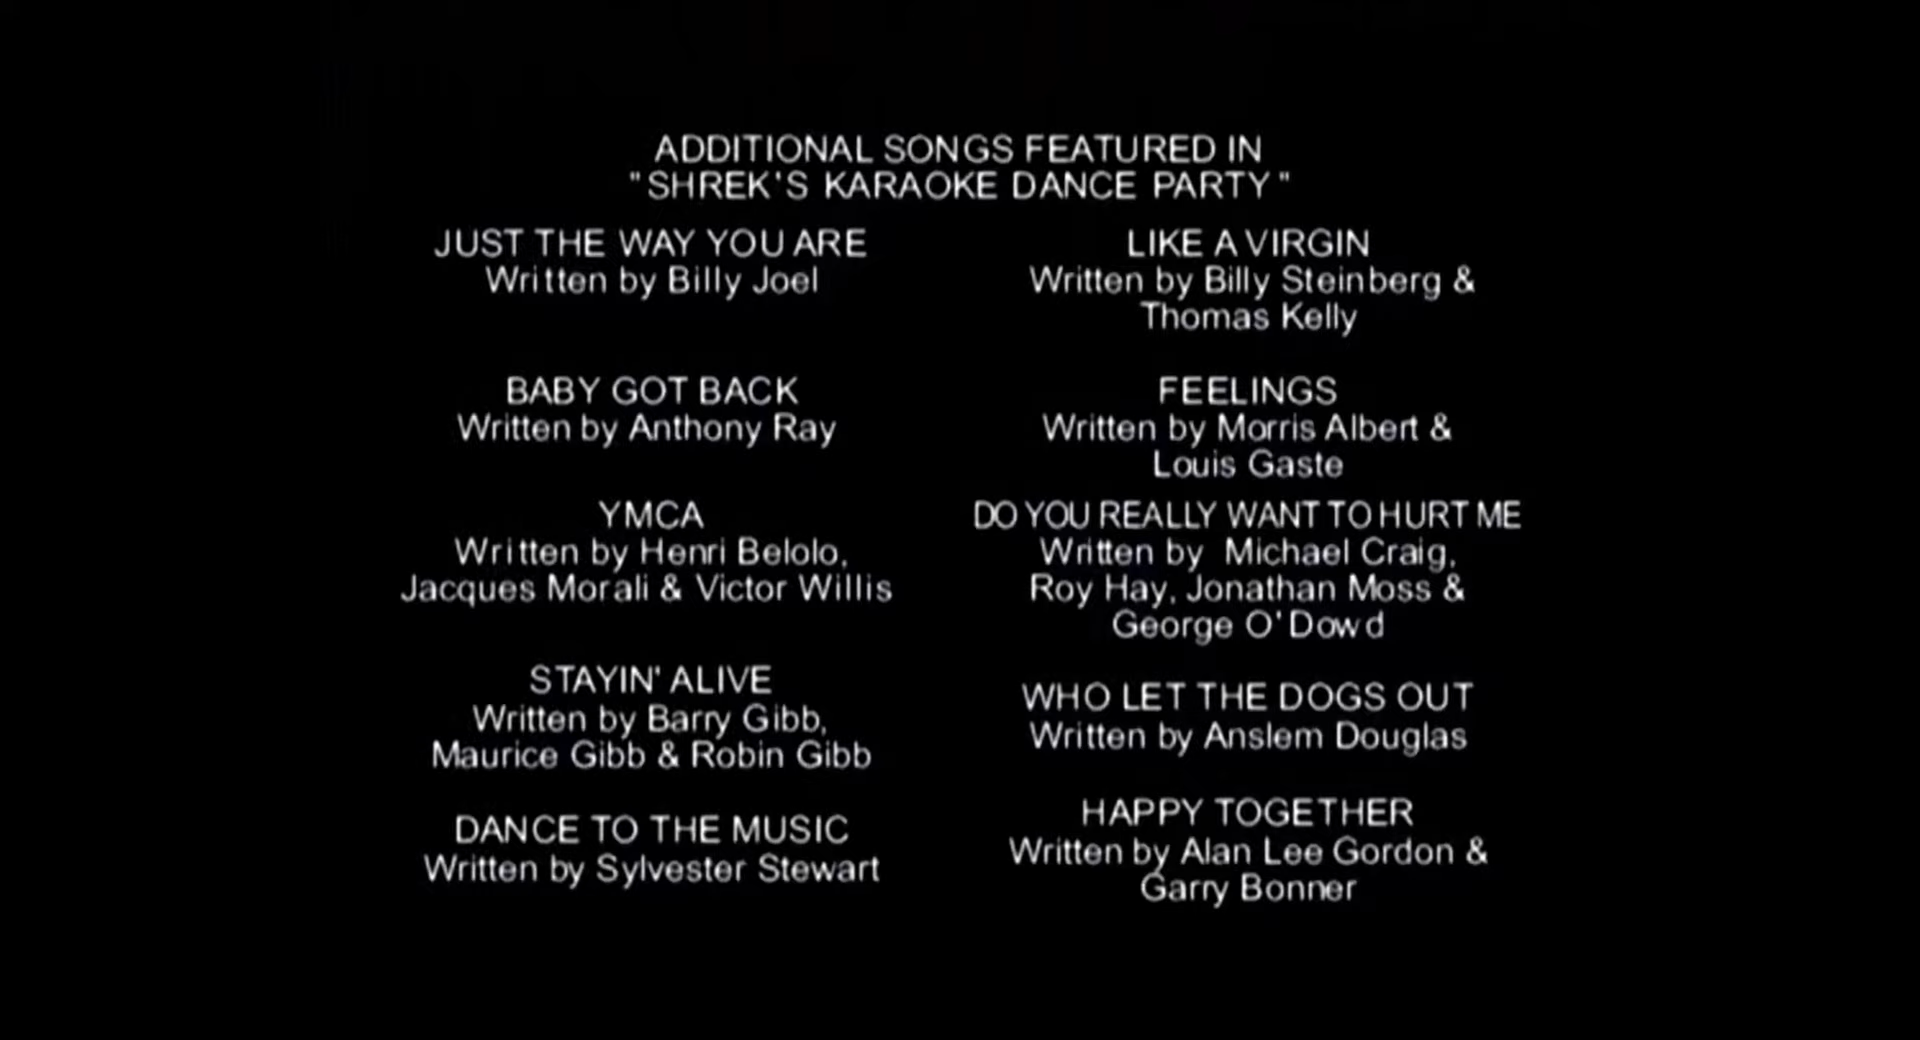 ADDITIONAL SONGS FEATURED IN
"SHREK'S KARAOKE DANCE PARTY"
JUST THE WAY YOU ARE
Written by Billy Joel
BABY GOT BACK
Written by Anthony Ray
YMCA
Written by Henri Belolo,
Jacques Morali & Victor Willis
STAYIN' ALIVE
Written by Barry Gibb,
Maurice Gibb & Robin Gibb
DANCE TO THE MUSIC
Written by Sylvester Stewart
LIKE A VIRGIN
Written by Billy Steinberg &
Thomas Kelly
FEELINGS
Written by Morris Albert &
Louis Gaste
DO YOU REALLY WANT TO HURT ME
Written by Michael Craig,
Roy Hay, Jonathan Moss &
George O'Dowd
WHO LET THE DOGS OUT
Written by Anslem Douglas
HAPPY TOGETHER
Written by Alan Lee Gordon &
Garry Bonner